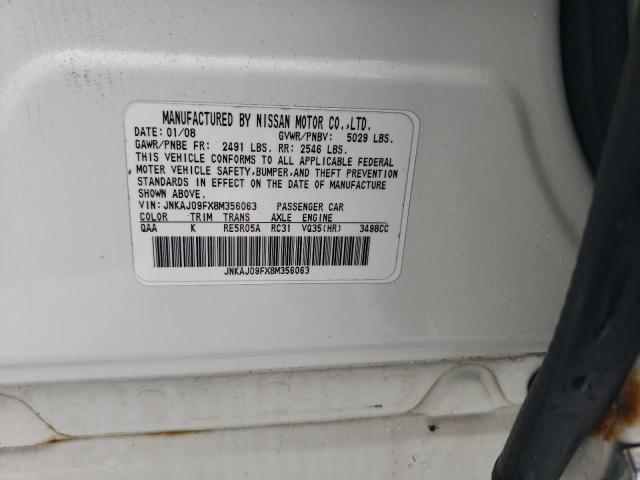 MANUFACTURED BY NISSAN MOTOR CO.,LTD.
DATE: 01/08 GVWR/PNBV: 5029 LBS.
GAWR/PNBE FR: 2491 LBS. RR: 2546 LBS.
THIS VEHICLE CONFORMS TO ALL APPLICABLE FEDERAL
MOTOR VEHICLE SAFETY, BUMPER, AND THEFT PREVENTION
STANDARDS IN EFFECT ON THE DATE OF MANUFACTURE
SHOWN ABOVE.
VIN: JNKAJ09FX8M356063 PASSENGER CAR
COLOR TRIM TRANS AXLE ENGINE
QAA K RE5R05A RC31 VQ35(HR) 3498CC
JNKAJ09FX8M356063